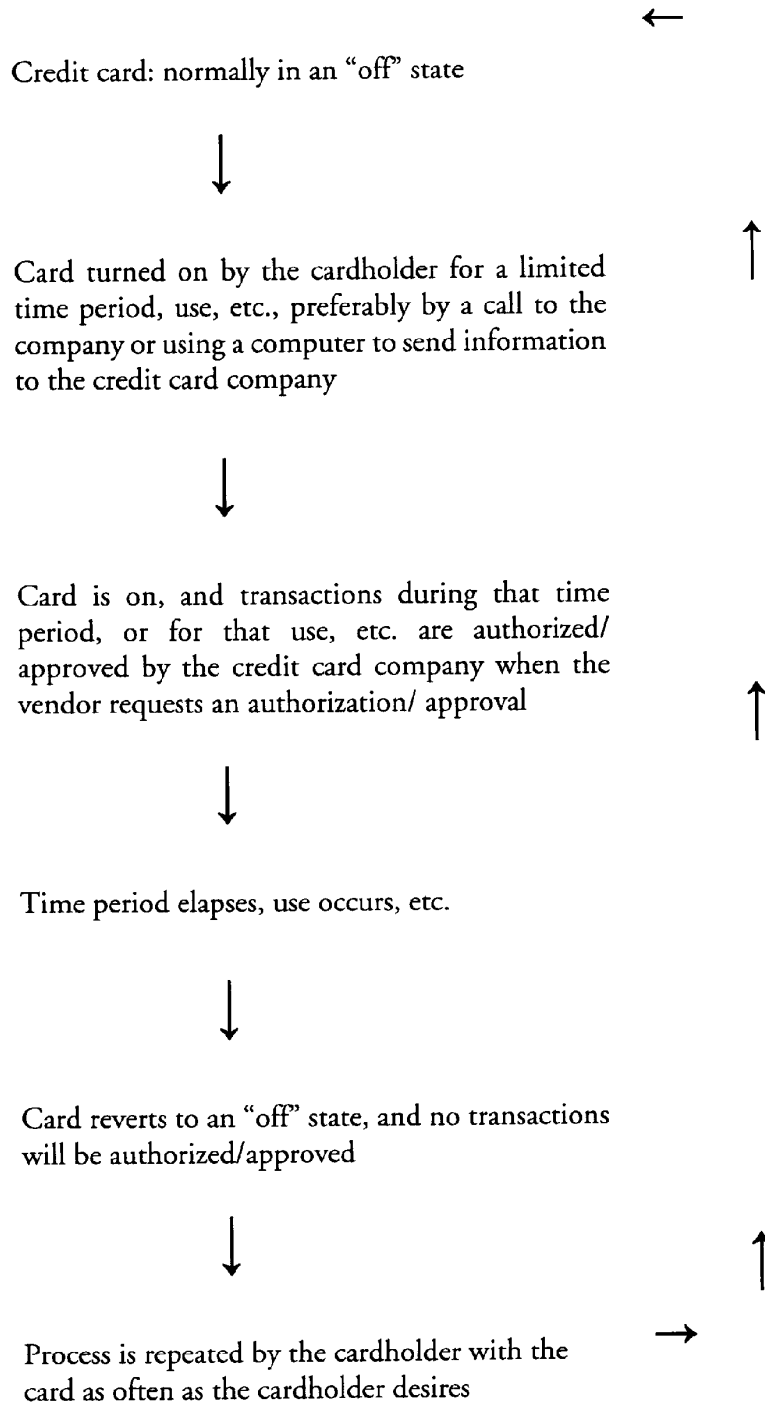 Credit card: normally in an “off” state
Card turned on by the cardholder for a limited
time period, use, etc., preferably by a call to the
company or using a computer to send information
to the credit card company
Card is on, and transactions during that time
period, or for that use, etc. are authorized/
approved by the credit card company when the
vendor requests an authorization/ approval
Time period elapses, use occurs, etc.
Card reverts to an “off” state, and no transactions
will be authorized/approved
Process is repeated by the cardholder with the
card as often as the cardholder desires